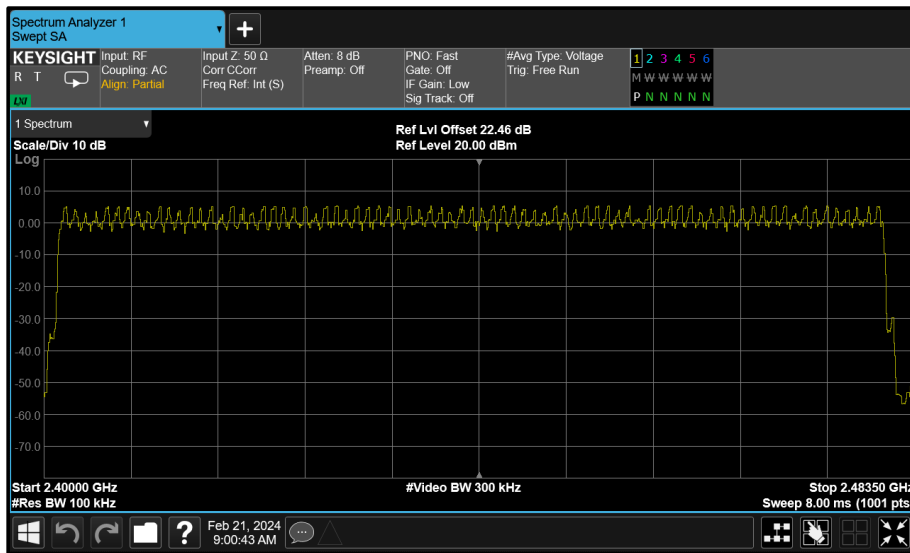 Spectrum Analyzer 1
Swept SA
KEYSIGHT
R T
LXI
Input: RF
Coupling: AC
Align: Partial
Input Z: 50 Ω
Corr CCorr
Freq Ref: Int (S)
Atten: 8 dB
Preamp: Off
PNO: Fast
Gate: Off
IF Gain: Low
Sig Track: Off
#Avg Type: Voltage
Trig: Free Run
1 2 3 4 5 6
M W W W W W
P N N N N N
1 Spectrum
Scale/Div 10 dB
Log
Ref Lvl Offset 22.46 dB
Ref Level 20.00 dBm
10.0
0.00
-10.0
-20.0
-30.0
-40.0
-50.0
-60.0
-70.0
Start 2.40000 GHz
#Res BW 100 kHz
#Video BW 300 kHz
Stop 2.48350 GHz
Sweep 8.00 ms (1001 pts
?
Feb 21, 2024
9:00:43 AM